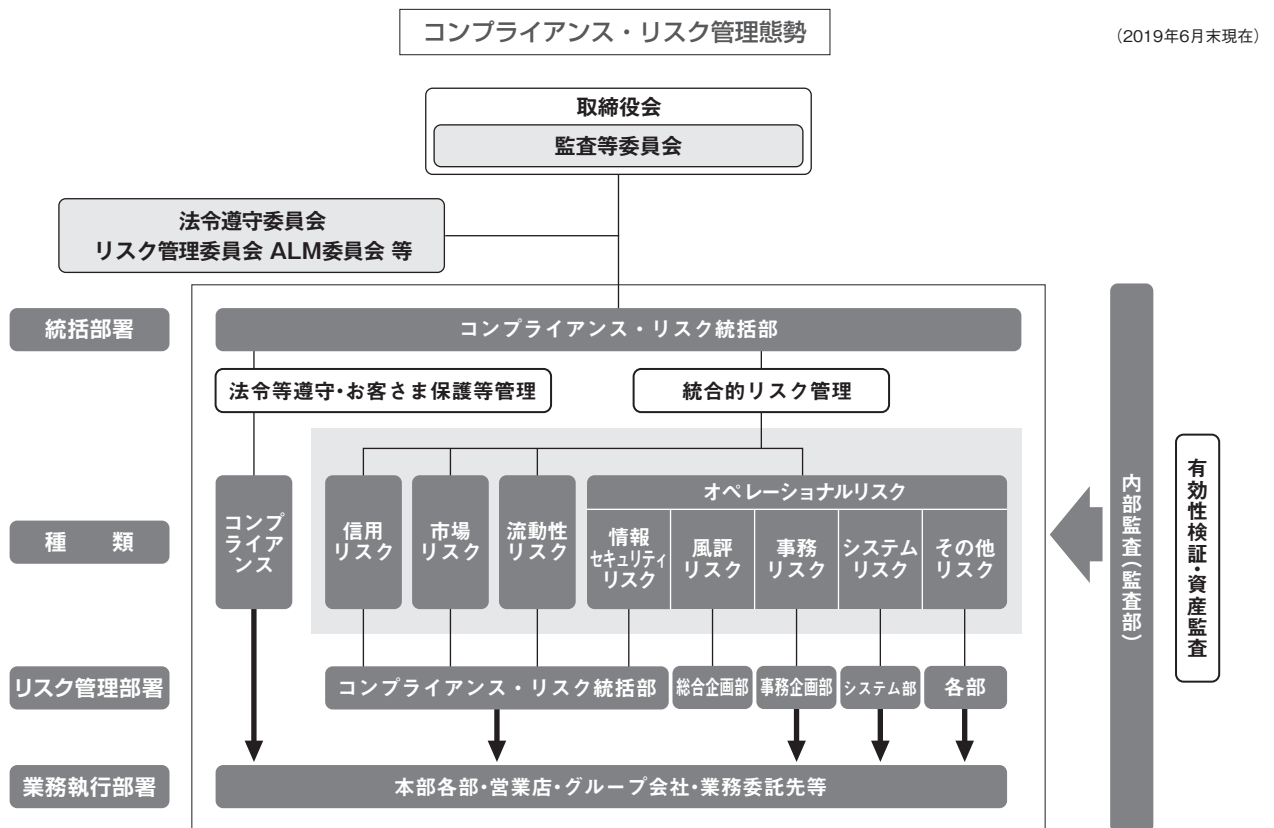 コンプライアンス・リスク管理態勢
（2019年6月末現在）
取締役会
監査等委員会
法令遵守委員会
リスク管理委員会 ALM委員会 等
統括部署
コンプライアンス・リスク統括部
法令等遵守・お客さま保護等管理
統合的リスク管理
種　類
コンプ
ライア
ンス
信用
リスク
市場
リスク
流動性
リスク
オペレーショナルリスク
情報
セキュリティ
リスク
風評
リスク
事務
リスク
システム
リスク
その他
リスク
リスク管理部署
コンプライアンス・リスク統括部
総合企画部
事務企画部
システム部
各部
業務執行部署
本部各部・営業店・グループ会社・業務委託先等
内部監査（監査部）
有効性検証・資産監査